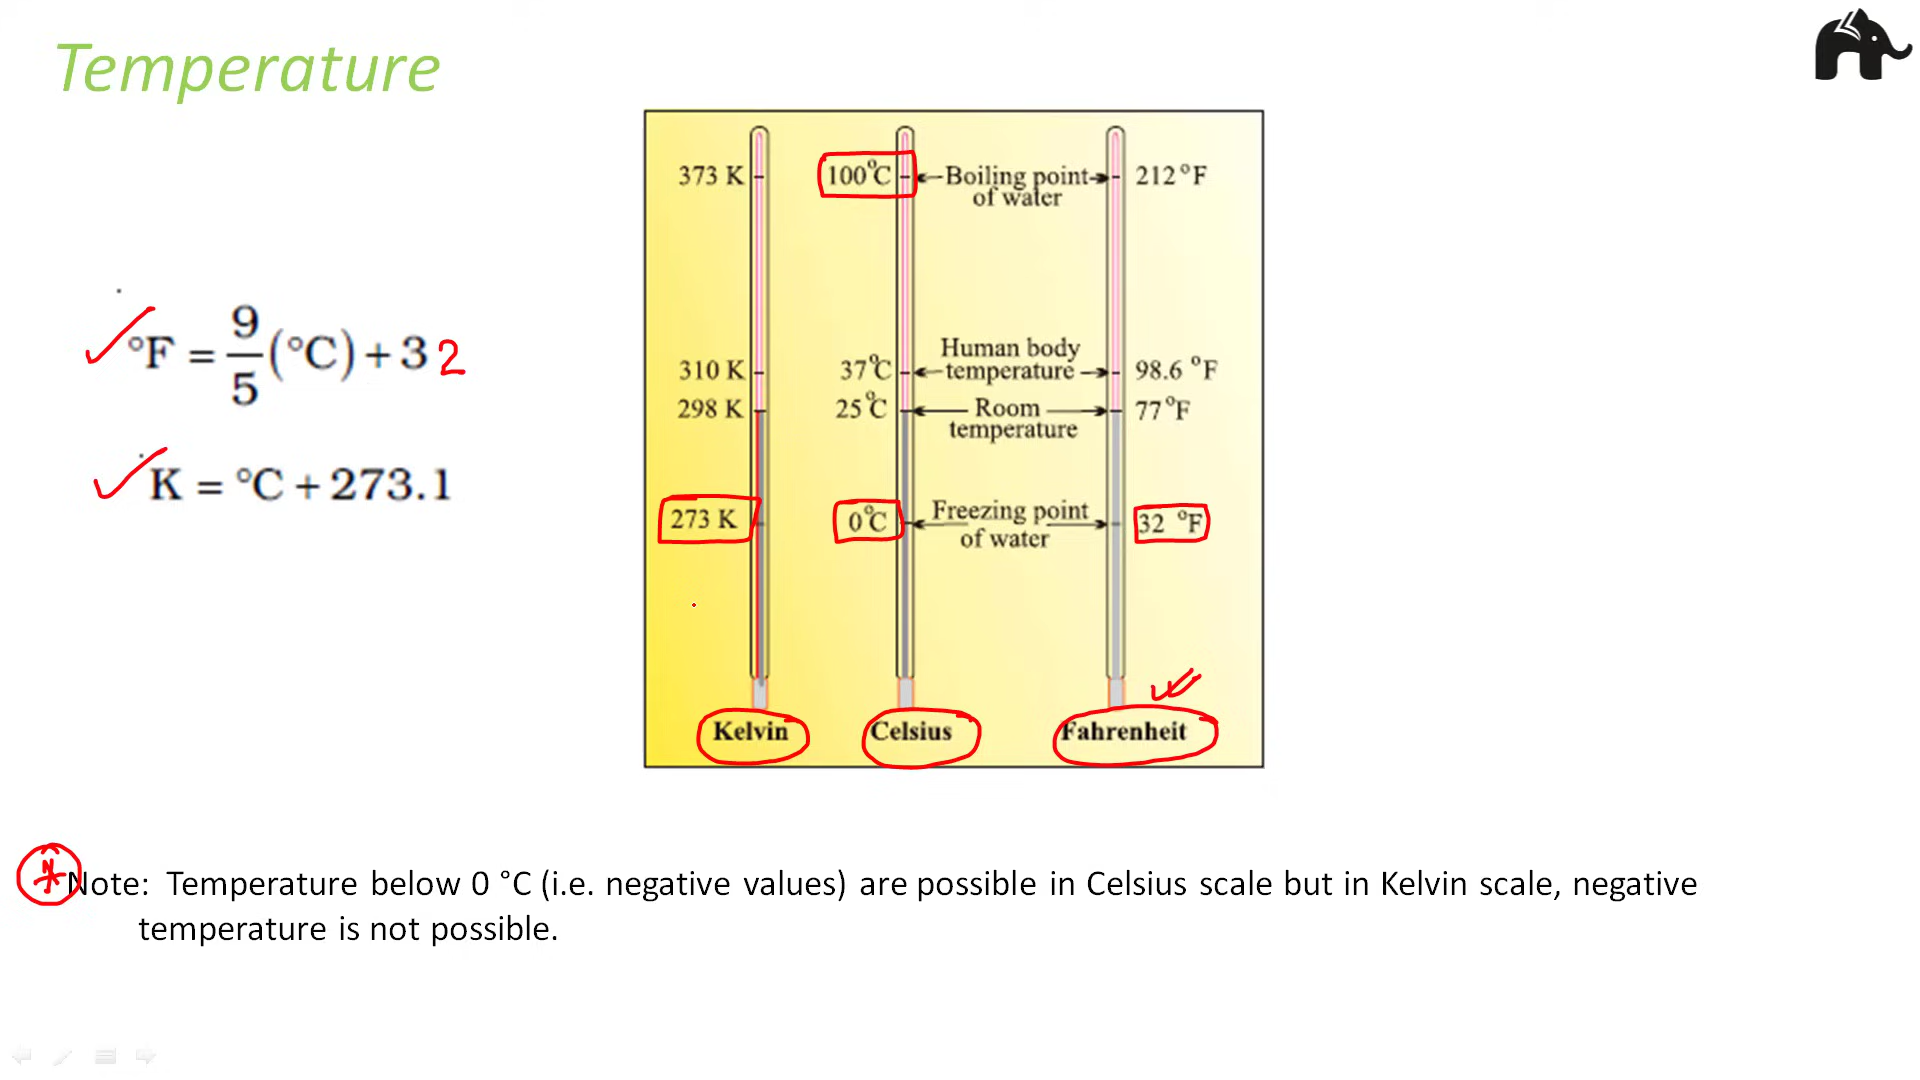 Temperature
373 K
100°C
Boiling point
of water
212 °F
°F = 9/5 (°C) + 32
Human body
310 K
37°C
temperature
98.6 °F
298 K
25°C
Room
77 °F
temperature
K = °C + 273.1
273 K
0°C
Freezing point
of water
32 °F
Kelvin
Celsius
Fahrenheit
Note: Temperature below 0 °C (i.e. negative values) are possible in Celsius scale but in Kelvin scale, negative
temperature is not possible.